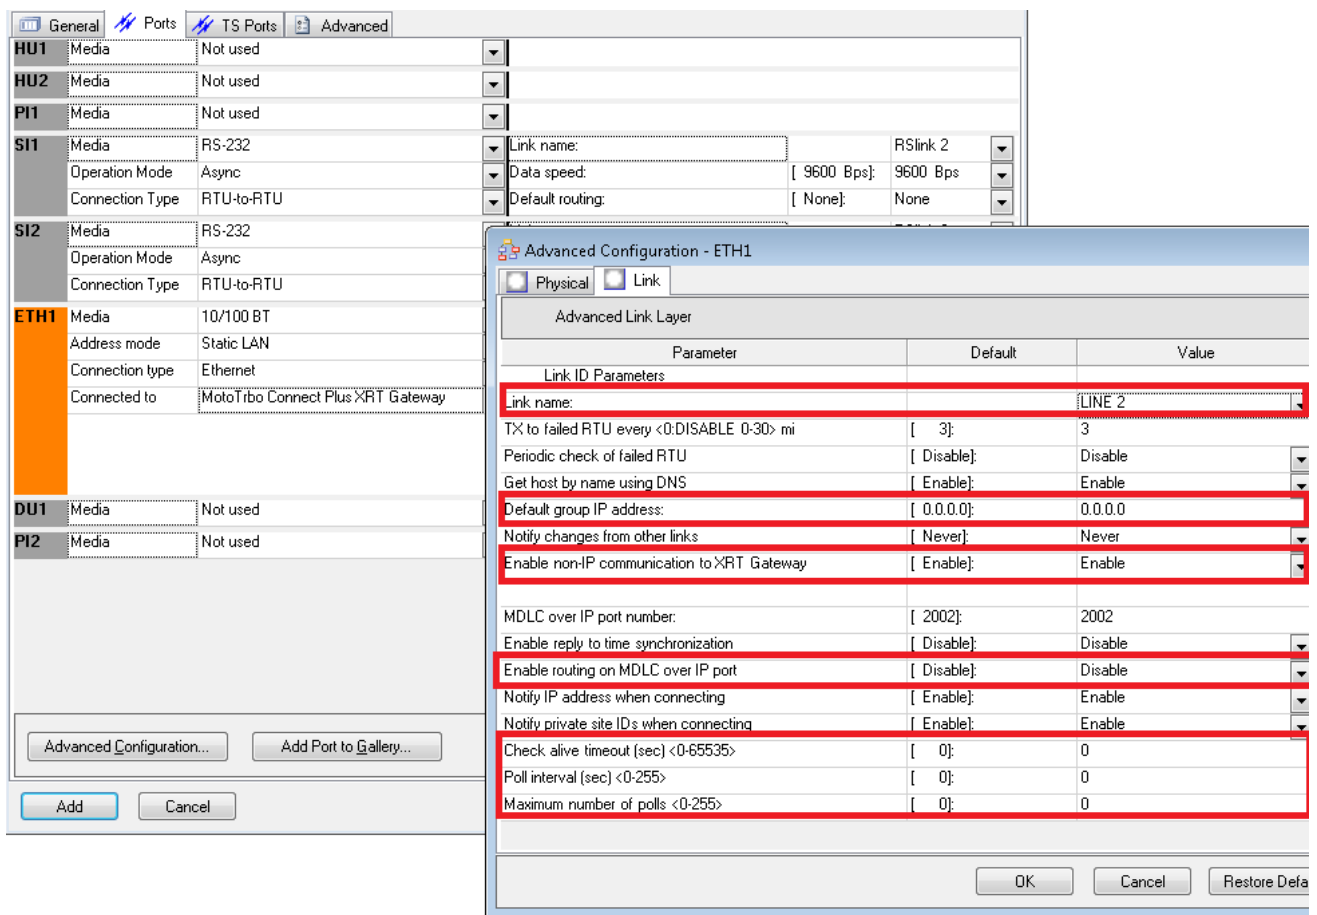 General Ports TS Ports Advanced
HU1 Media Not used
HU2 Media Not used
PI1 Media Not used
SI1 Media RS-232 Link name: RSlink 2
Operation Mode Async Data speed: [ 9600 Bps]: 9600 Bps
Connection Type RTU-to-RTU Default routing: [ None]: None
SI2 Media RS-232
Operation Mode Async
Connection Type RTU-to-RTU
ETH1 Media 10/100 BT
Address mode Static LAN
Connection type Ethernet
Connected to MotoTrbo Connect Plus XRT Gateway
DU1 Media Not used
PI2 Media Not used
Advanced Configuration... Add Port to Gallery...
Add Cancel
Advanced Configuration - ETH1
Physical Link
Advanced Link Layer
Parameter Default Value
Link ID Parameters
Link name: LINE 2
TX to failed RTU every <0:DISABLE 0-30> mi [ 3]: 3
Periodic check of failed RTU [ Disable]: Disable
Get host by name using DNS [ Enable]: Enable
Default group IP address: [ 0.0.0.0]: 0.0.0.0
Notify changes from other links [ Never]: Never
Enable non-IP communication to XRT Gateway [ Enable]: Enable
MDLC over IP port number: [ 2002]: 2002
Enable reply to time synchronization [ Disable]: Disable
Enable routing on MDLC over IP port [ Disable]: Disable
Notify IP address when connecting [ Enable]: Enable
Notify private site IDs when connecting [ Enable]: Enable
Check alive timeout (sec) <0-65535> [ 0]: 0
Poll interval (sec) <0-255> [ 0]: 0
Maximum number of polls <0-255> [ 0]: 0
OK Cancel Restore Defa